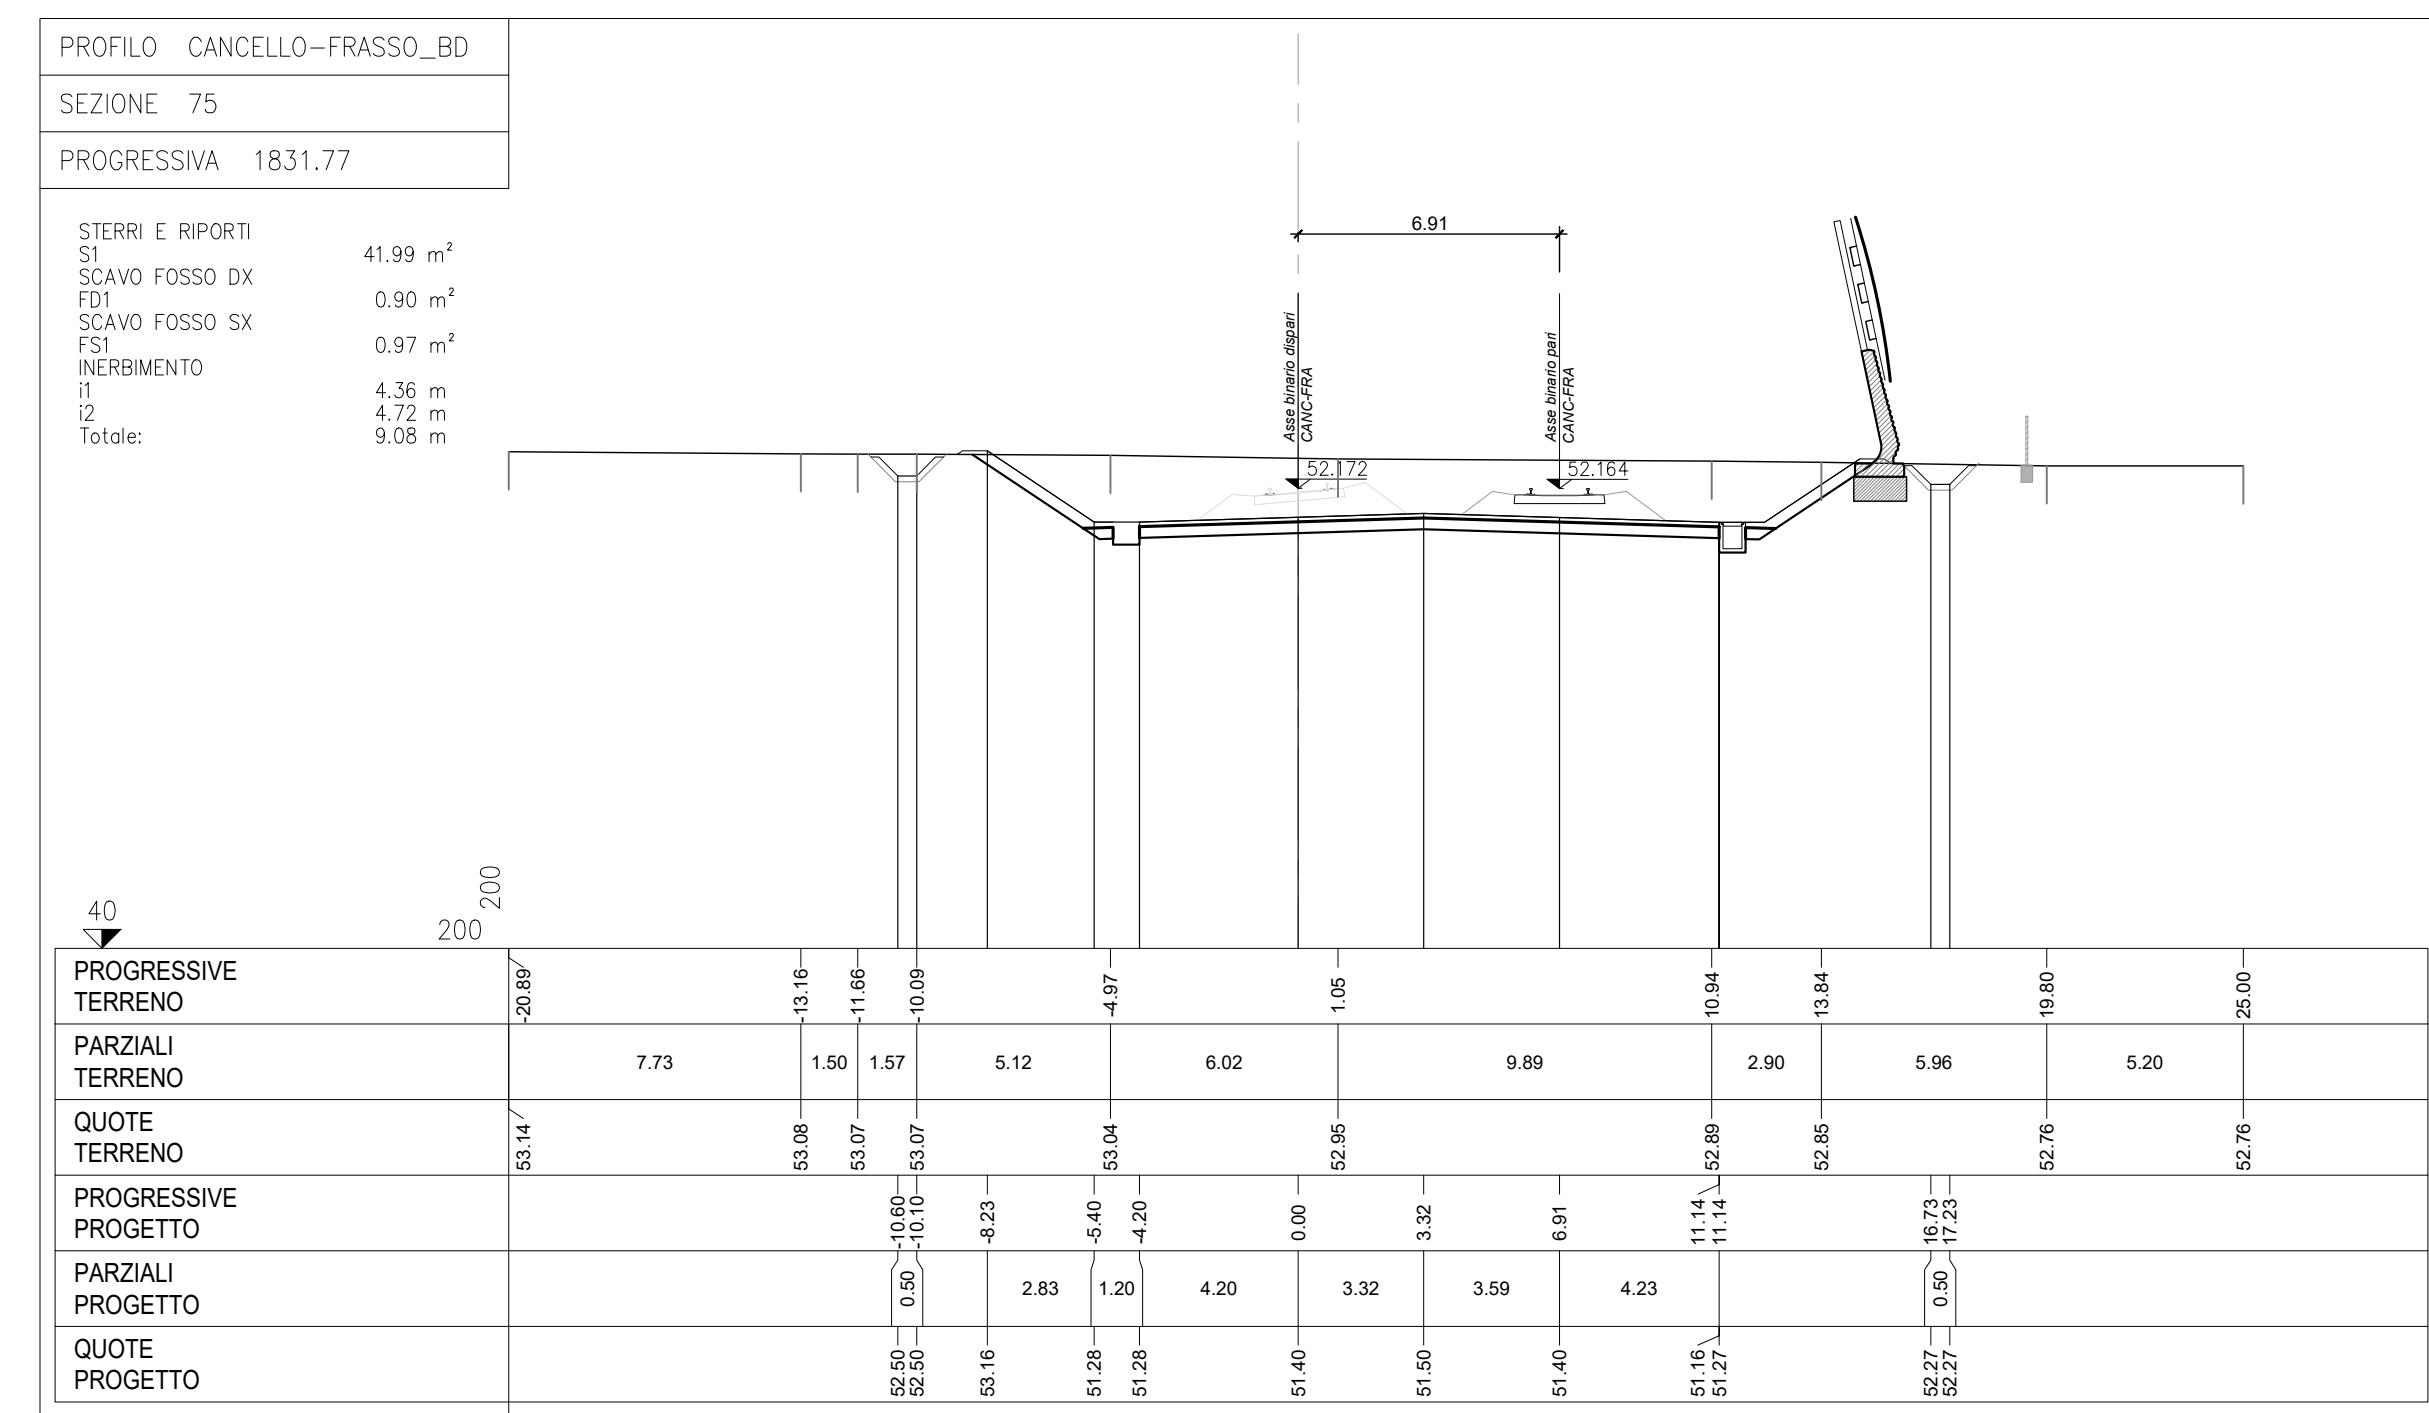 PROFILO CANCELLO-FRASSO_BD
SEZIONE 75
PROGRESSIVA 1831.77
STERRI E RIPORTI
S1 41.99 m²
SCAVO FOSSO DX
FD1 0.90 m²
SCAVO FOSSO SX
FS1 0.97 m²
INERBIMENTO
i1 4.36 m
i2 4.72 m
Totale: 9.08 m
6.91
Asse binario dispari
CANC-FRA
Asse binario pari
CANC-FRA
52.172
52.164
40
200
200
PROGRESSIVE
TERRENO
-20.89 -13.16 -11.66 -10.09 -4.97 1.05 10.94 13.84 19.80 25.00
PARZIALI
TERRENO
7.73 1.50 1.57 5.12 6.02 9.89 2.90 5.96 5.20
QUOTE
TERRENO
53.14 53.08 53.07 53.07 53.04 52.95 52.89 52.85 52.76 52.76
PROGRESSIVE
PROGETTO
-10.60 -10.10 -8.23 -5.40 -4.20 0.00 3.32 6.91 11.14 11.14 16.73 17.23
PARZIALI
PROGETTO
0.50 2.83 1.20 4.20 3.32 3.59 4.23 0.50
QUOTE
PROGETTO
52.50 52.50 53.16 51.28 51.28 51.40 51.50 51.40 51.16 51.27 52.27 52.27